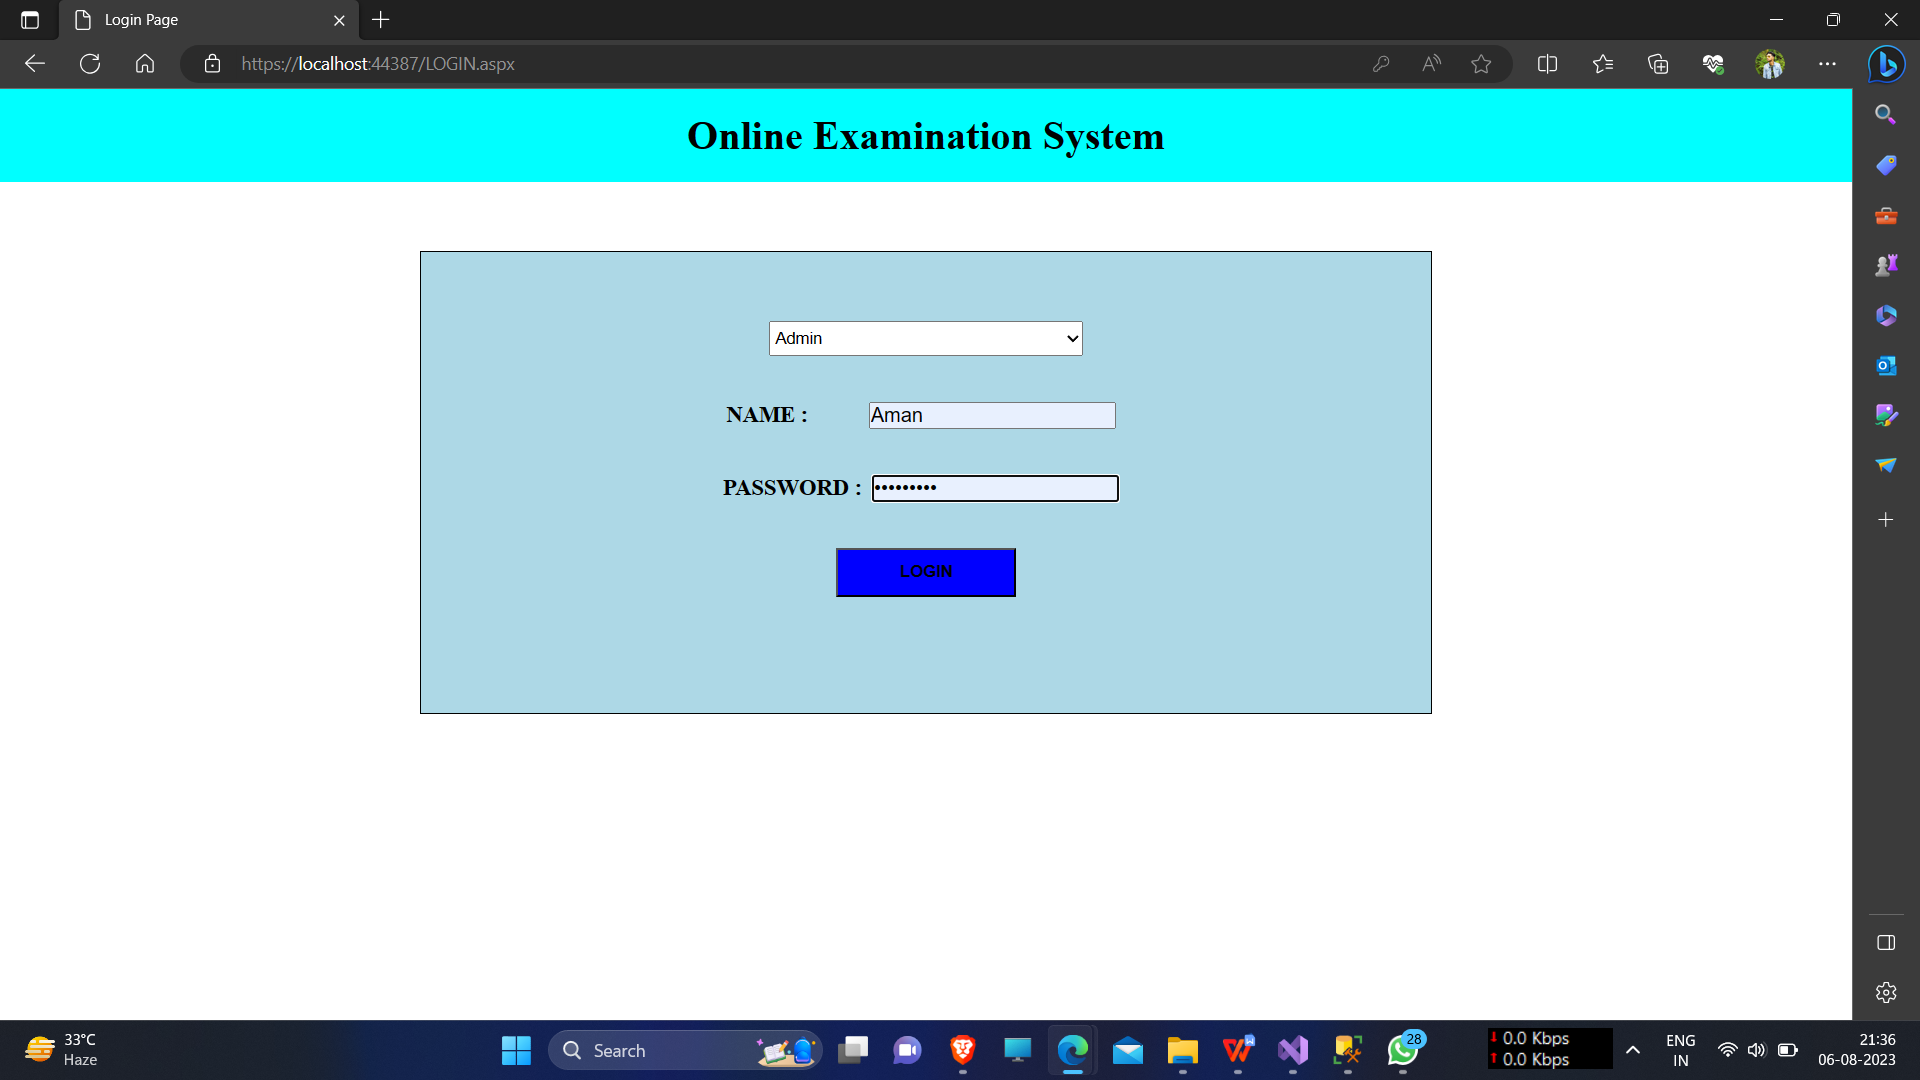 Login Page
https://localhost:44387/LOGIN.aspx
Online Examination System
Admin
NAME :
Aman
PASSWORD :
LOGIN
33°C
Haze
Search
28
0.0 Kbps
0.0 Kbps
ENG
IN
21:36
06-08-2023